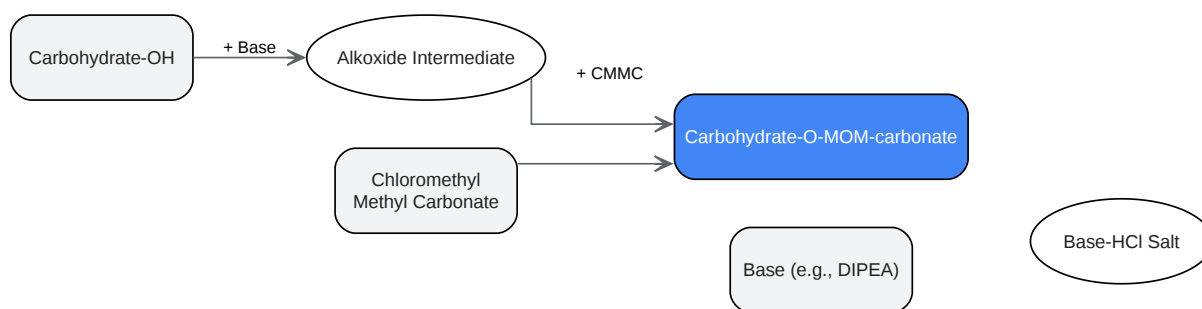 Carbohydrate-OH
+ Base
Alkoxide Intermediate
+ CMMC
Carbohydrate-O-MOM-carbonate
Chloromethyl
Methyl Carbonate
Base (e.g., DIPEA)
Base-HCl Salt